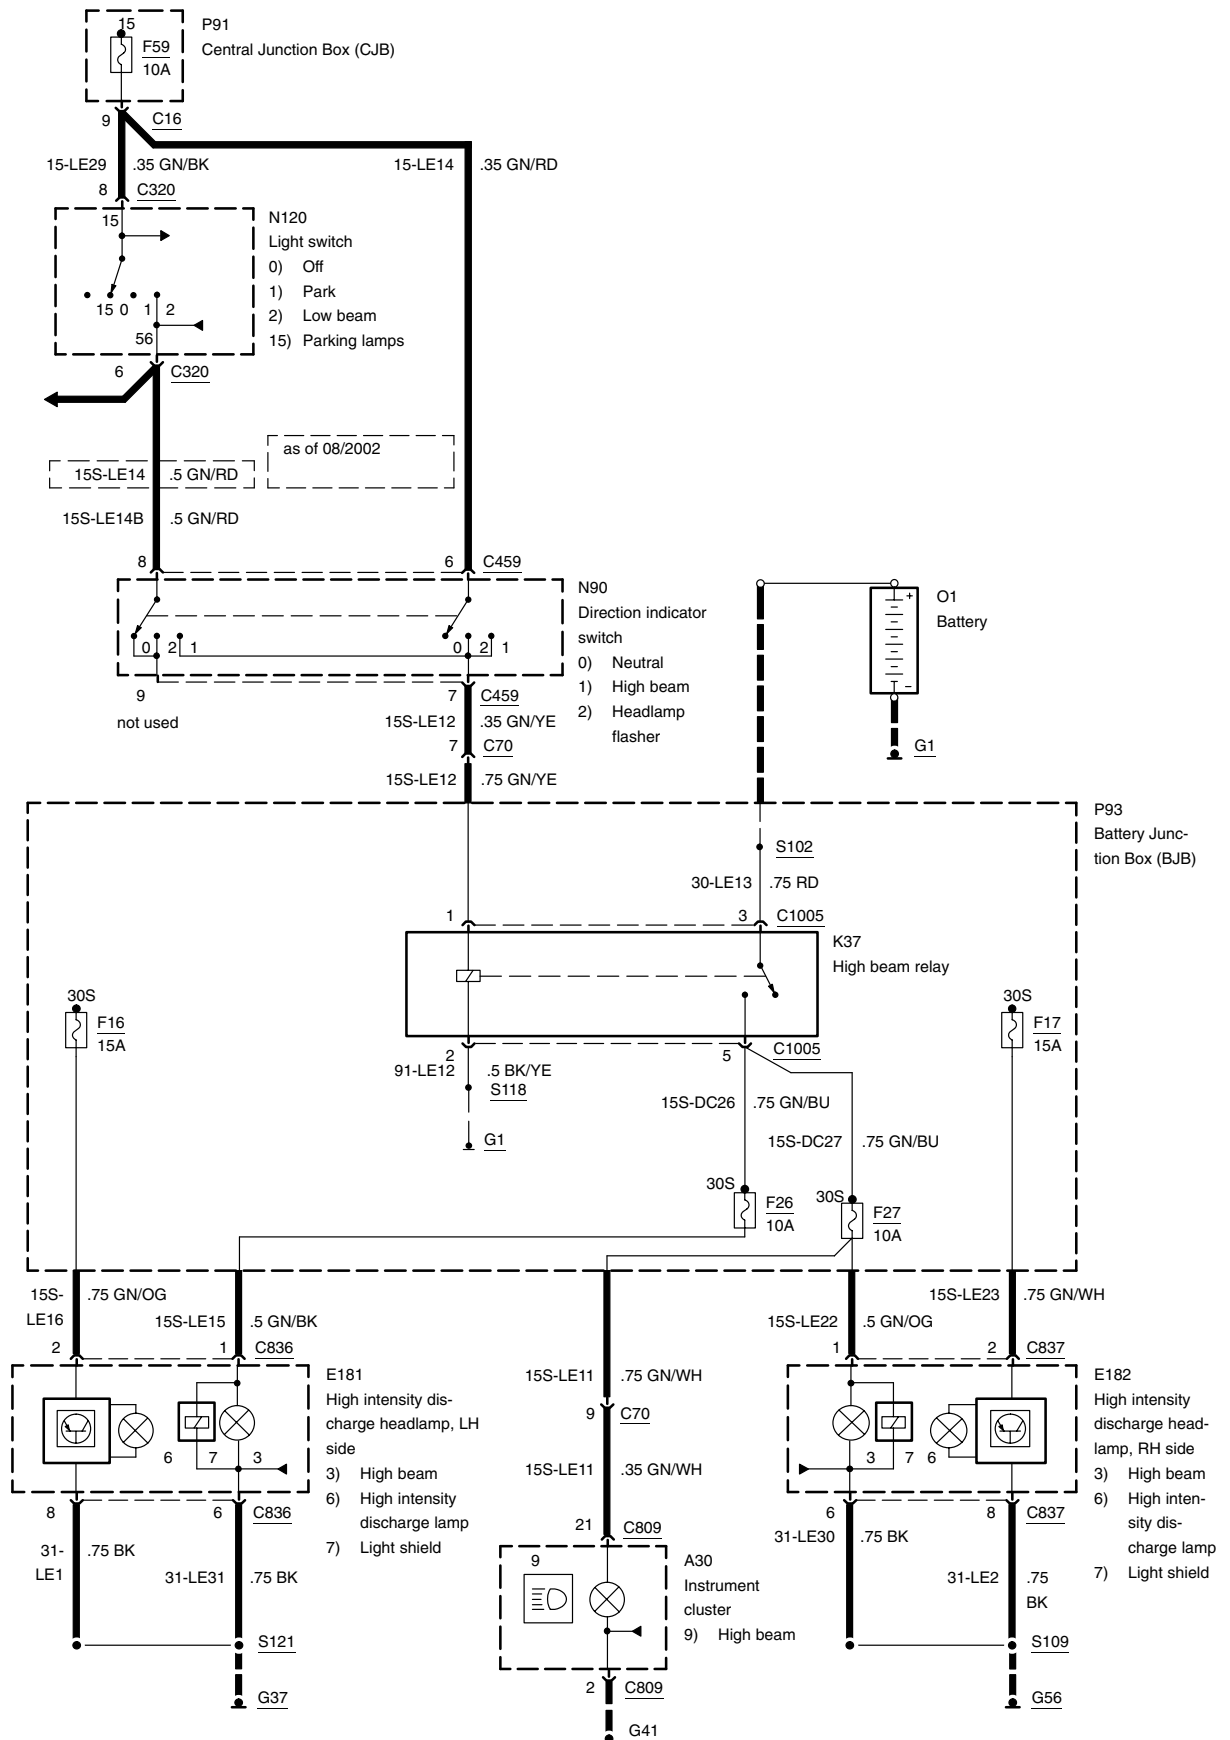 15
P91
F59
Central Junction Box (CJB)
10A
9
C16
15-LE29
.35 GN/BK
15-LE14
.35 GN/RD
8
C320
15
N120
Light switch
0) Off
1) Park
15 0 1 2
2) Low beam
56
15) Parking lamps
6
C320
as of 08/2002
15S-LE14
.5 GN/RD
15S-LE14B
.5 GN/RD
8
6
C459
N90
Direction indicator
switch
0 2 1
0 2 1
0) Neutral
1) High beam
2) Headlamp
flasher
O1
Battery
+
−
G1
9
not used
7
C459
15S-LE12
.35 GN/YE
7
C70
15S-LE12
.75 GN/YE
P93
Battery Junc-
tion Box (BJB)
S102
30-LE13
.75 RD
1
3
C1005
K37
High beam relay
30S
F16
15A
30S
F17
15A
2
5
C1005
91-LE12
.5 BK/YE
S118
15S-DC26
.75 GN/BU
G1
15S-DC27
.75 GN/BU
30S
F26
10A
30S
F27
10A
15S-
LE16
.75 GN/OG
15S-LE15
.5 GN/BK
15S-LE22
.5 GN/OG
15S-LE23
.75 GN/WH
2
1
C836
1
2
C837
E181
High intensity dis-
charge headlamp, LH
side
3) High beam
6) High intensity
discharge lamp
7) Light shield
6
7
3
15S-LE11
.75 GN/WH
9
C70
15S-LE11
.35 GN/WH
3
7
6
E182
High intensity
discharge head-
lamp, RH side
3) High beam
6) High inten-
sity dis-
charge lamp
7) Light shield
8
6
C836
6
8
C837
31-
LE1
.75 BK
31-LE31
.75 BK
21
C809
9
A30
Instrument
cluster
9) High beam
31-LE30
.75 BK
31-LE2
.75
BK
S121
S109
G37
2
C809
G41
G56